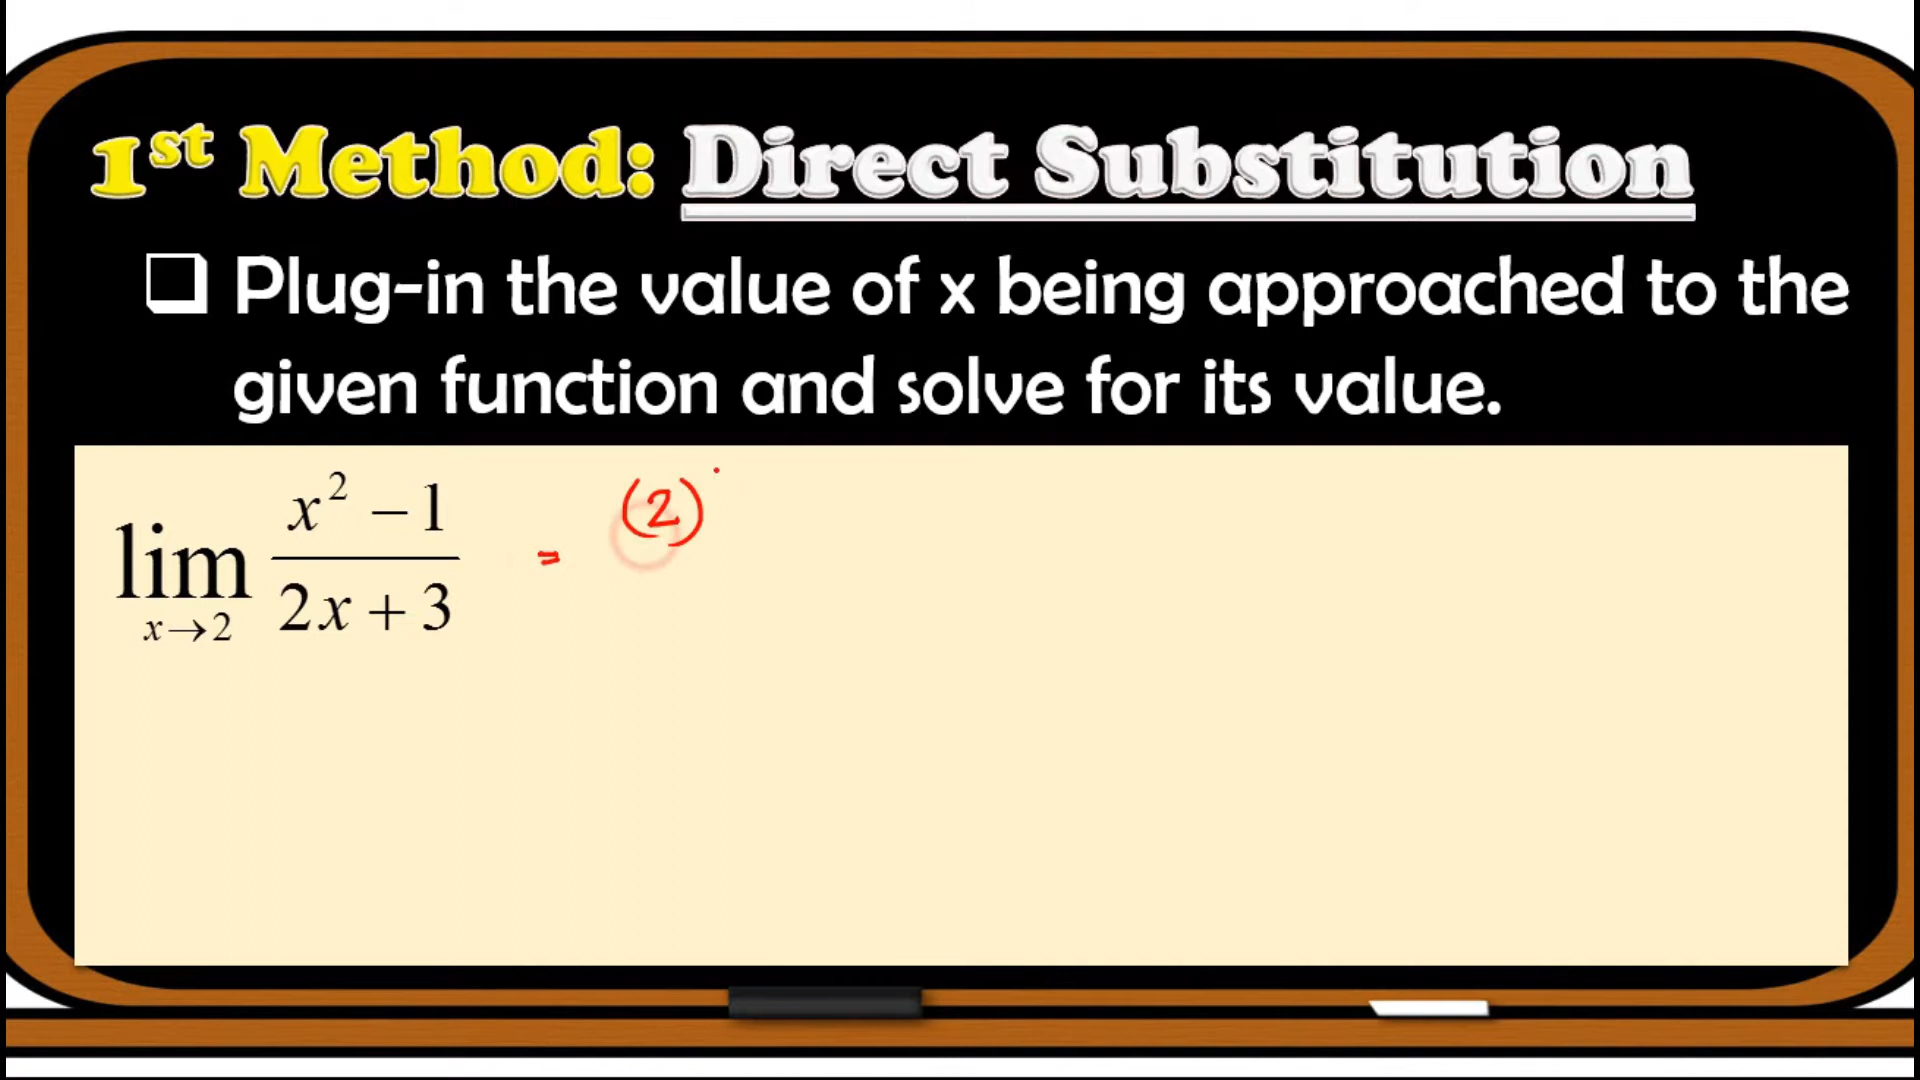 1st Method: Direct Substitution
❑ Plug-in the value of x being approached to the
given function and solve for its value.
lim x→2 (x² − 1)/(2x + 3) = (2)